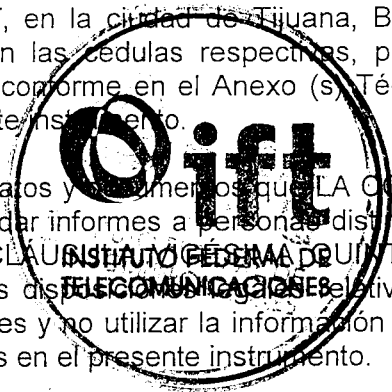 , en la ciudad de Tijuana, B
n las cédulas respectivas, p
conforme en el Anexo (s) Té
te instrumento.
ift
atos y documentos que LA C
dar informes a personas dist
CLÁUSULA VIGÉSIMA QUINT
INSTITUTO FEDERAL DE
s disposiciones legales relativ
TELECOMUNICACIONES
es y no utilizar la información
s en el presente instrumento.